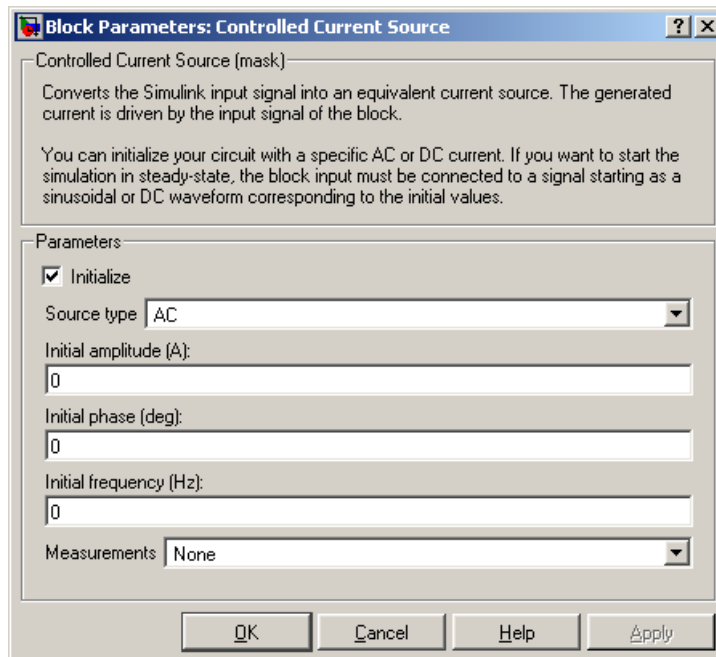 Block Parameters: Controlled Current Source
Controlled Current Source (mask)
Converts the Simulink input signal into an equivalent current source. The generated
current is driven by the input signal of the block.
You can initialize your circuit with a specific AC or DC current. If you want to start the
simulation in steady-state, the block input must be connected to a signal starting as a
sinusoidal or DC waveform corresponding to the initial values.
Parameters
Initialize
Source type AC
Initial amplitude (A):
0
Initial phase (deg):
0
Initial frequency (Hz):
0
Measurements None
OK Cancel Help Apply